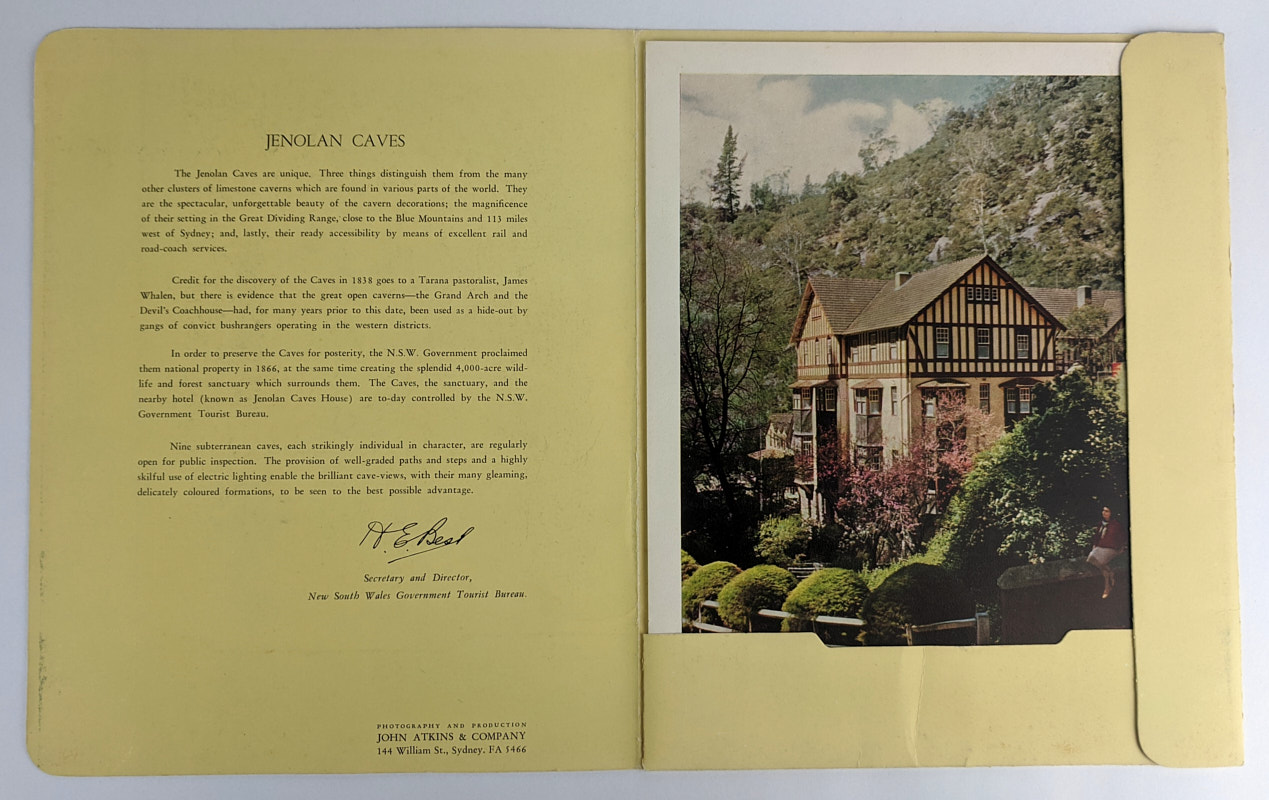 JENOLAN CAVES
The Jenolan Caves are unique. Three things distinguish them from the many
other clusters of limestone caverns which are found in various parts of the world. They
are the spectacular, unforgettable beauty of the cavern decorations; the magnificence
of their setting in the Great Dividing Range, close to the Blue Mountains and 113 miles
west of Sydney; and, lastly, their ready accessibility by means of excellent rail and
road-coach services.
Credit for the discovery of the Caves in 1838 goes to a Tarana pastoralist, James
Whalen, but there is evidence that the great open caverns—the Grand Arch and the
Devil's Coachhouse—had, for many years prior to this date, been used as a hide-out by
gangs of convict bushrangers operating in the western districts.
In order to preserve the Caves for posterity, the N.S.W. Government proclaimed
them national property in 1866, at the same time creating the splendid 4,000-acre wild-
life and forest sanctuary which surrounds them. The Caves, the sanctuary, and the
nearby hotel (known as Jenolan Caves House) are to-day controlled by the N.S.W.
Government Tourist Bureau.
Nine subterranean caves, each strikingly individual in character, are regularly
open for public inspection. The provision of well-graded paths and steps and a highly
skilful use of electric lighting enable the brilliant cave-views, with their many gleaming,
delicately coloured formations, to be seen to the best possible advantage.
H. E. Best
Secretary and Director,
New South Wales Government Tourist Bureau.
PHOTOGRAPHY AND PRODUCTION
JOHN ATKINS & COMPANY
144 William St., Sydney. FA 5466